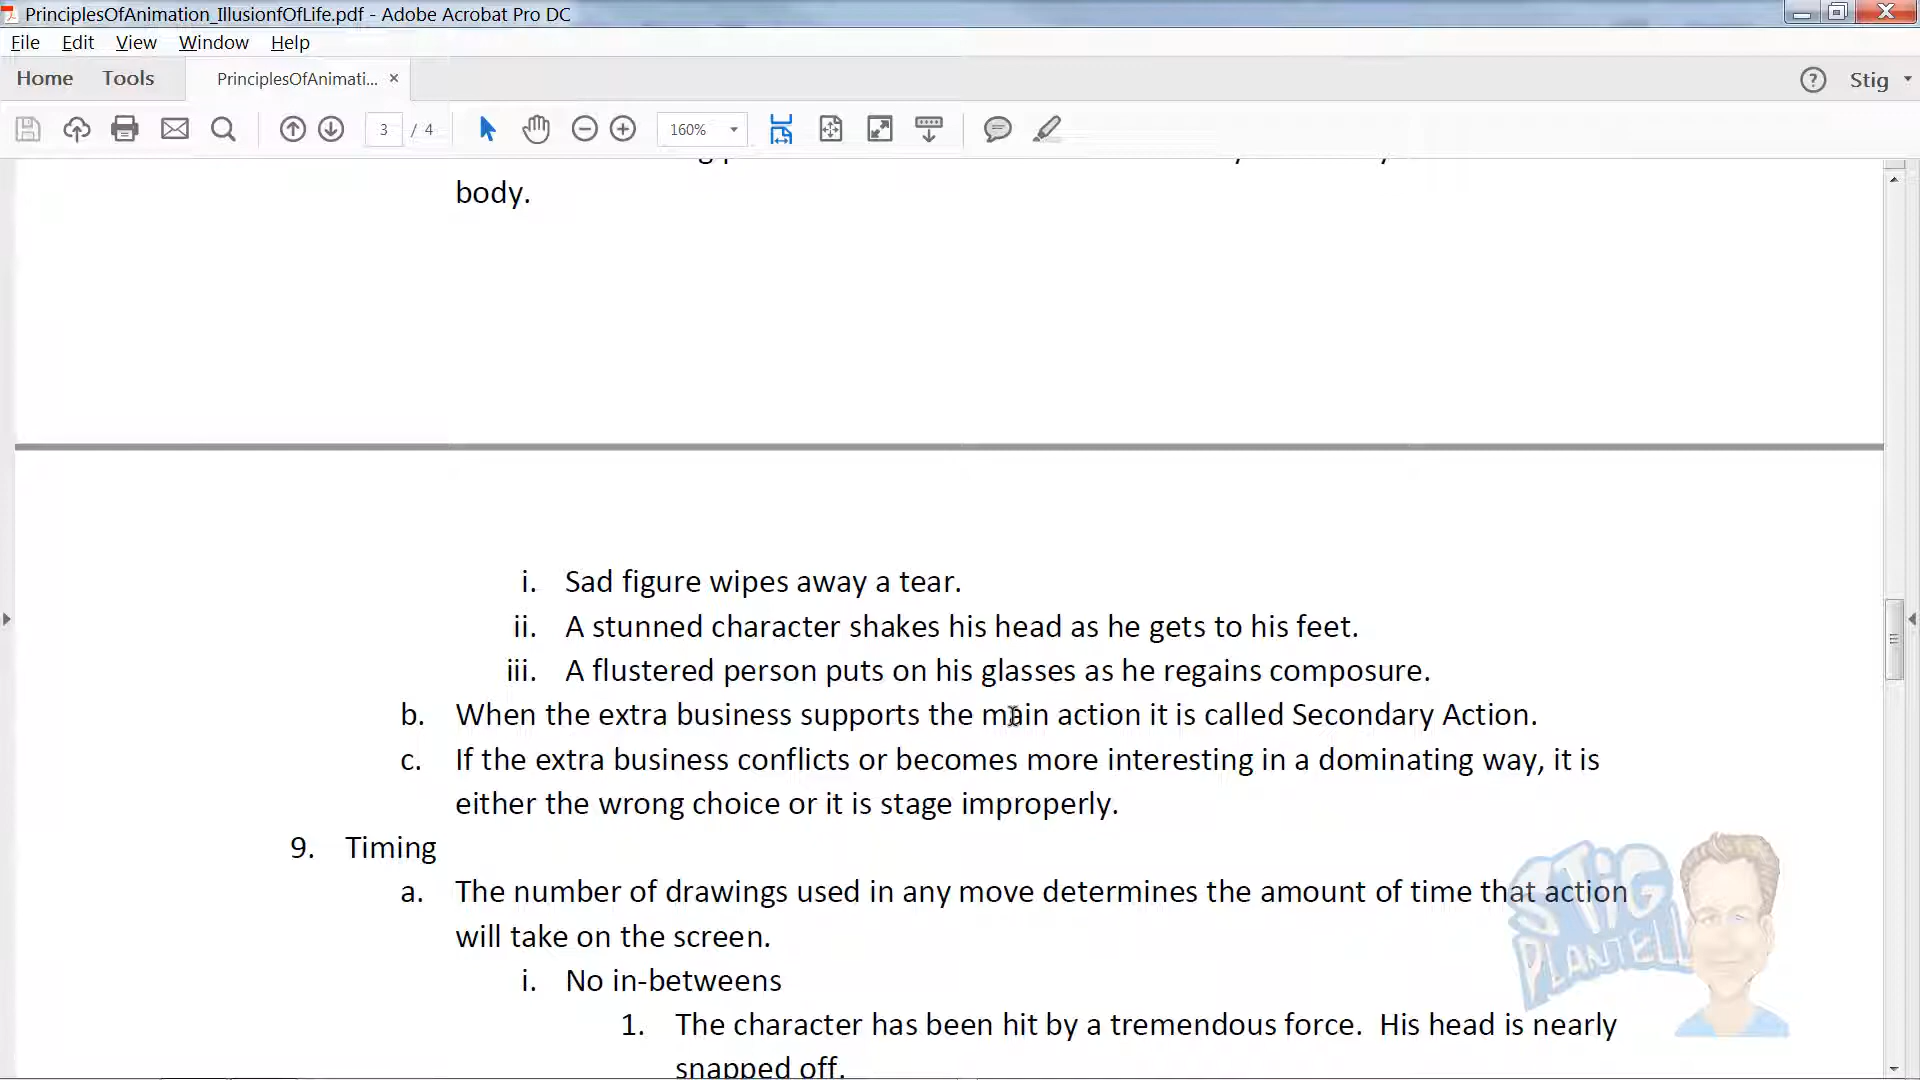 PrinciplesOfAnimation_IllusionfOfLife.pdf - Adobe Acrobat Pro DC
File Edit View Window Help
Home Tools PrinciplesOfAnimati... × Stig
3 / 4 160%
body.
i. Sad figure wipes away a tear.
ii. A stunned character shakes his head as he gets to his feet.
iii. A flustered person puts on his glasses as he regains composure.
b. When the extra business supports the main action it is called Secondary Action.
c. If the extra business conflicts or becomes more interesting in a dominating way, it is
either the wrong choice or it is stage improperly.
9. Timing
a. The number of drawings used in any move determines the amount of time that action
will take on the screen.
i. No in-betweens
1. The character has been hit by a tremendous force. His head is nearly
snapped off.
STiG
PLANTELL